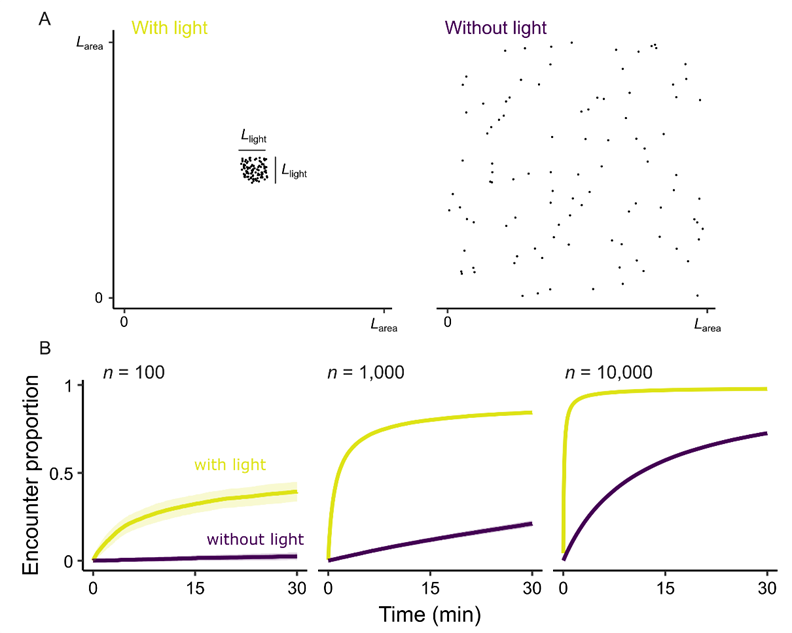 A
With light
Without light
Larea
Llight
Llight
0
0
Larea
0
Larea
B
n = 100
n = 1,000
n = 10,000
Encounter proportion
1
0.5
0
with light
without light
0
15
30
0
15
30
0
15
30
Time (min)